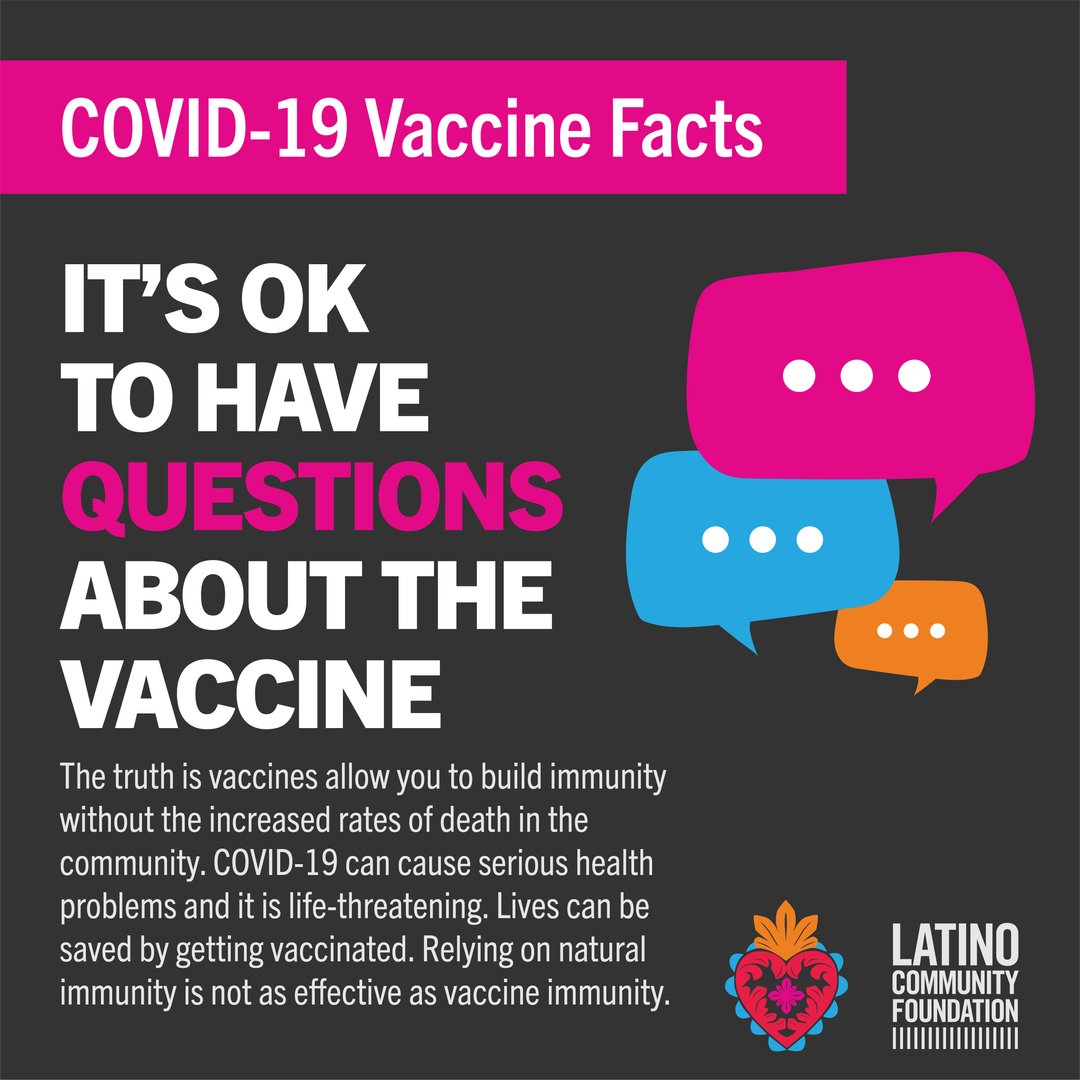 COVID-19 Vaccine Facts
IT’S OK
TO HAVE
QUESTIONS
ABOUT THE
VACCINE
The truth is vaccines allow you to build immunity
without the increased rates of death in the
community. COVID-19 can cause serious health
problems and it is life-threatening. Lives can be
saved by getting vaccinated. Relying on natural
immunity is not as effective as vaccine immunity.
LATINO
COMMUNITY
FOUNDATION